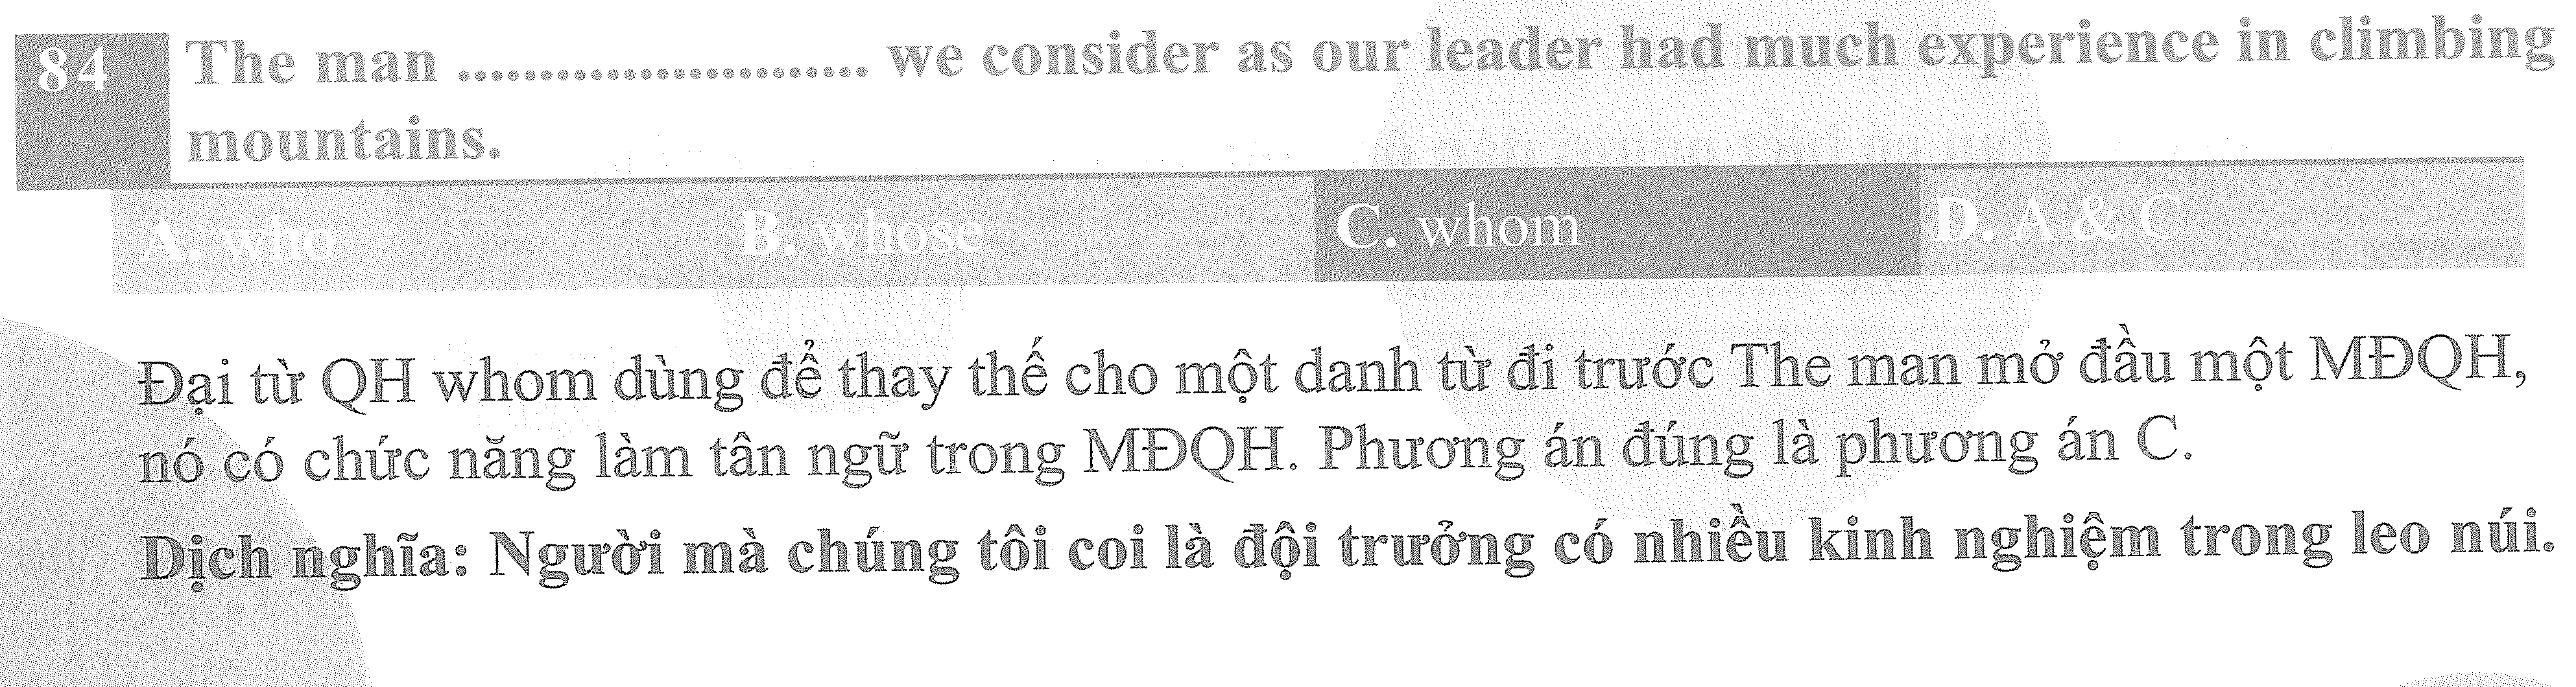 84 The man ........................ we consider as our leader had much experience in climbing
mountains.
A. who B. whose C. whom D. A & C
Đại từ QH whom dùng để thay thế cho một danh từ đi trước The man mở đầu một MĐQH,
nó có chức năng làm tân ngữ trong MĐQH. Phương án đúng là phương án C.
Dịch nghĩa: Người mà chúng tôi coi là đội trưởng có nhiều kinh nghiệm trong leo núi.